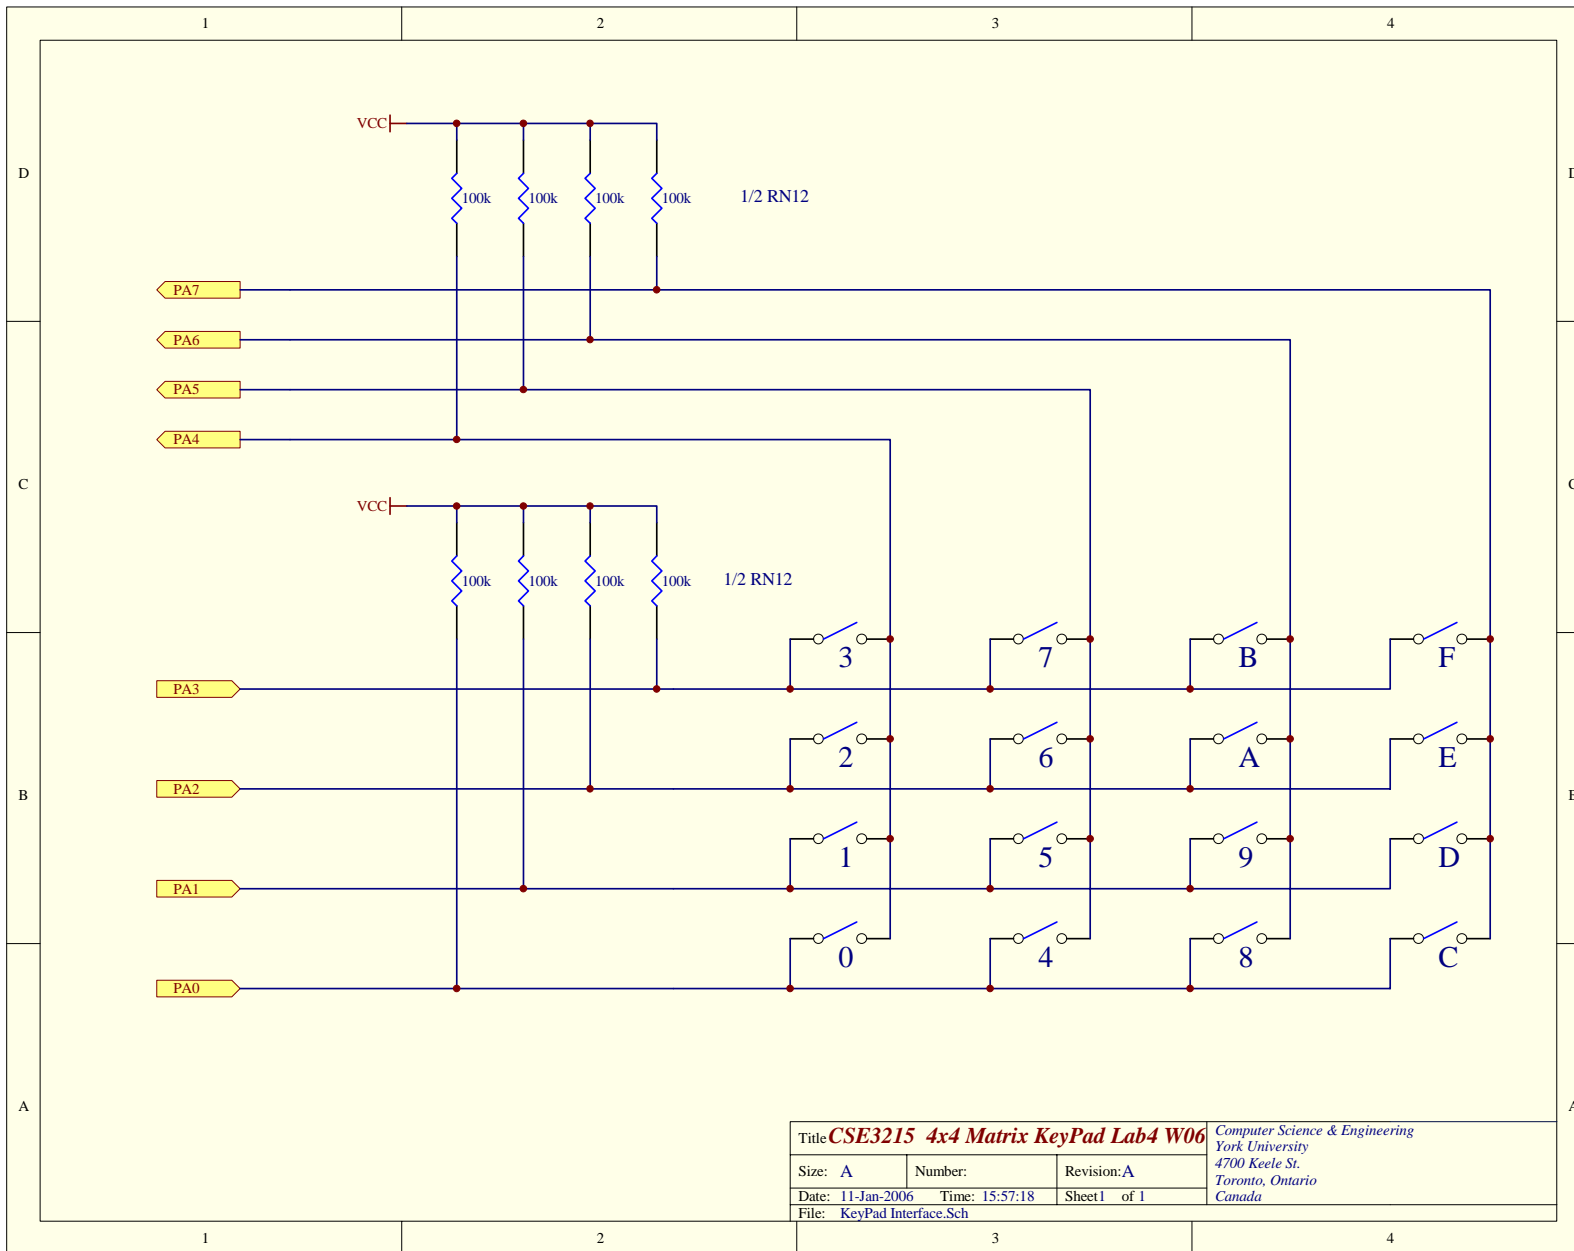 1 2 3 4
VCC
D D
100k 100k 100k 100k 1/2 RN12
PA7
PA6
PA5
PA4
C C
VCC
100k 100k 100k 100k 1/2 RN12
3 7 B F
PA3
2 6 A E
PA2
B B
1 5 9 D
PA1
0 4 8 C
PA0
A A
Title CSE3215 4x4 Matrix KeyPad Lab4 W06
Size: A Number: Revision: A
Date: 11-Jan-2006 Time: 15:57:18 Sheet 1 of 1
File: KeyPad Interface.Sch
Computer Science & Engineering
York University
4700 Keele St.
Toronto, Ontario
Canada
1 2 3 4